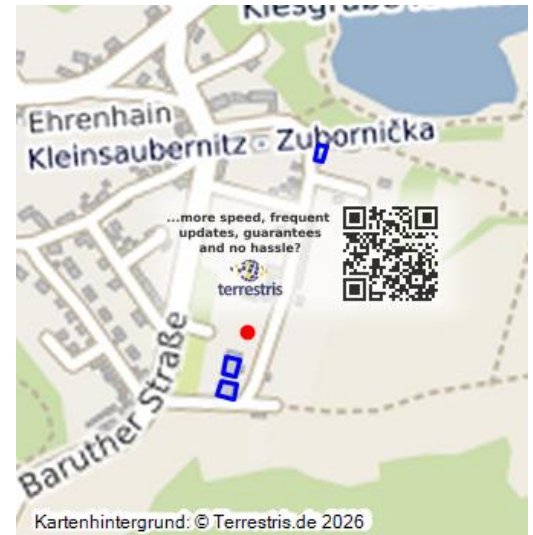 Kiesgrube
Ehrenhain
Kleinsaubernitz Zubornička
...more speed, frequent
updates, guarantees
and no hassle?
terrestris
Baruther Straße
Kartenhintergrund: © Terrestris.de 2026